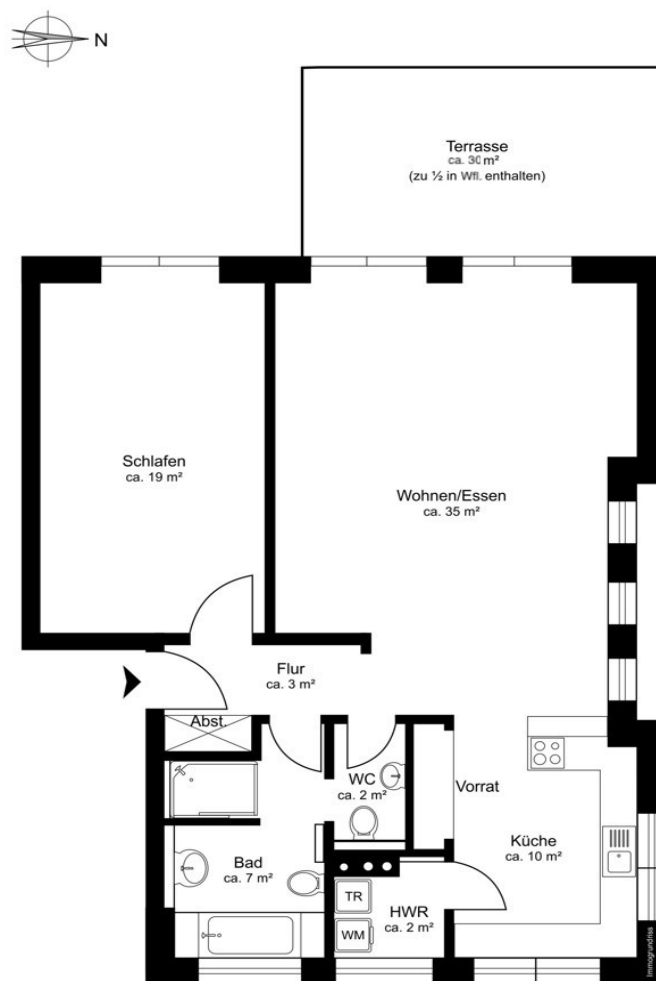 N
Terrasse
ca. 30 m²
(zu ½ in Wfl. enthalten)
Schlafen
ca. 19 m²
Wohnen/Essen
ca. 35 m²
Flur
ca. 3 m²
Abst.
WC
ca. 2 m²
Vorrat
Küche
ca. 10 m²
Bad
ca. 7 m²
TR
HWR
ca. 2 m²
WM
Immogrundriss